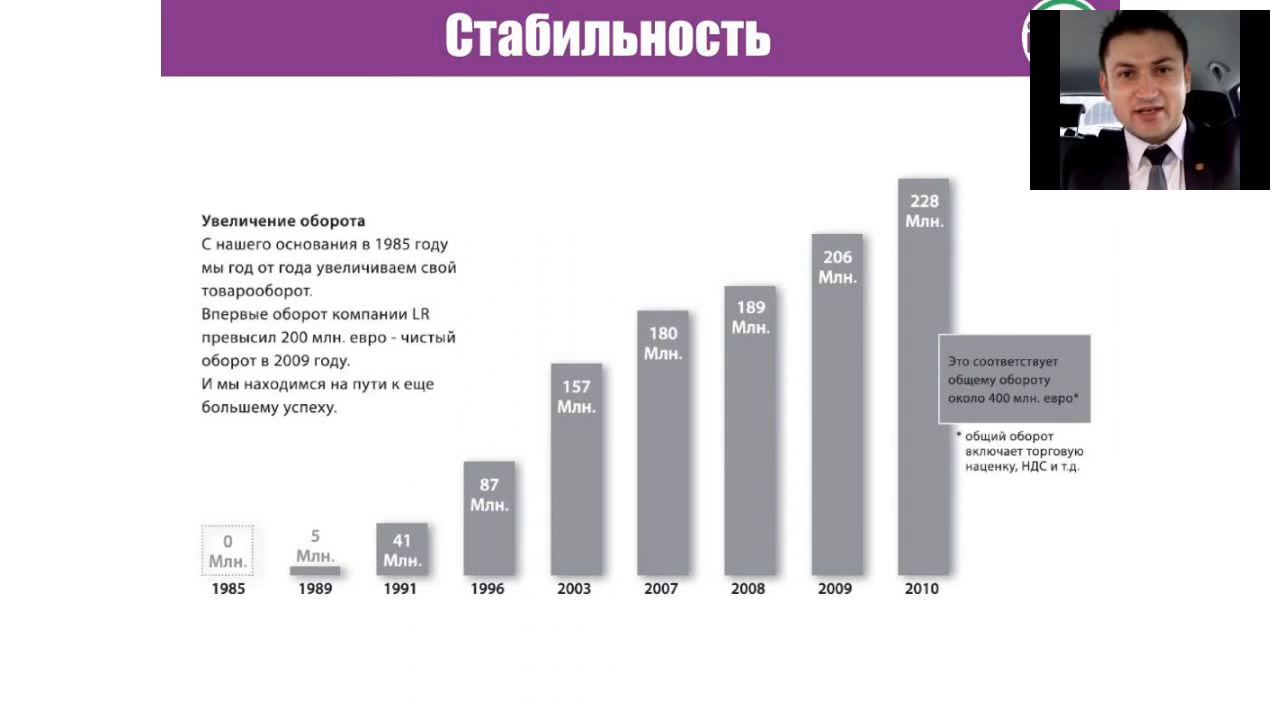 Стабильность
Увеличение оборота
С нашего основания в 1985 году
мы год от года увеличиваем свой
товарооборот.
Впервые оборот компании LR
превысил 200 млн. евро - чистый
оборот в 2009 году.
И мы находимся на пути к еще
большему успеху.
0
Млн.
1985
5
Млн.
1989
41
Млн.
1991
87
Млн.
1996
157
Млн.
2003
180
Млн.
2007
189
Млн.
2008
206
Млн.
2009
228
Млн.
2010
Это соответствует
общему обороту
около 400 млн. евро*
* общий оборот
включает торговую
наценку, НДС и т.д.